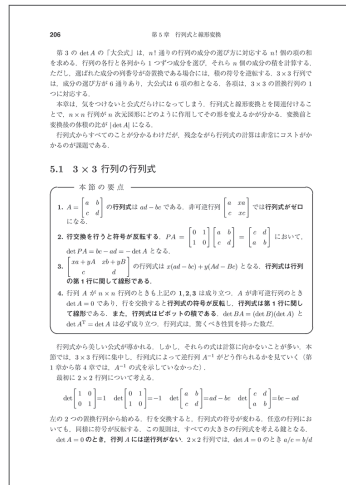 206 第 5 章 行列式と線形変換
第 3 の det A の『大公式』は，n! 通りの行列の成分の選び方に対応する n! 個の項の和
を求める．行列の各行と各列から 1 つずつ成分を選び，それら n 個の成分の積を計算する．
ただし，選ばれた成分の列番号が奇置換である場合には，積の符号を逆転する．3×3 行列で
は，成分の選び方が 6 通りあり，大公式は 6 項の和となる．各項は，3×3 の置換行列の 1
つに対応する．
本章は，気をつけないと公式だらけになってしまう．行列式と線形変換とを関連付けるこ
とで，n×n 行列が n 次元図形にどのように作用してその形を変えるかが分かる．変換前と
変換後の体積の比が |det A| になる．
行列式からすべてのことが分かるわけだが，残念ながら行列式の計算は非常にコストがか
かるのが課題である．
5.1 3 × 3 行列の行列式
本節の要点
1. A = [a b; c d] の行列式は ad − bc である．非可逆行列 [a xa; c xc] では行列式がゼロ
になる．
2. 行交換を行うと符号が反転する．PA = [0 1; 1 0] [a b; c d] = [c d; a b] において，
det PA = bc − ad = − det A となる．
3. [xa + yA xb + yB; c d] の行列式は x(ad − bc) + y(Ad − Bc) となる．行列式は行列
の第 1 行に関して線形である．
4. 行列 A が n × n 行列のときも上記の 1, 2, 3 は成り立つ．A が非可逆行列のとき
det A = 0 であり，行を交換すると行列式の符号が反転し，行列式は第 1 行に関し
て線形である．また，行列式はピボットの積である．det BA = (det B)(det A) と
det Aᵀ = det A は必ず成り立つ．行列式は，驚くべき性質を持った数だ．
行列式から美しい公式が導かれる．しかし，それらの式は計算に向かないことが多い．本
節では，3×3 行列に集中し，行列式によって逆行列 A⁻¹ がどう作られるかを見ていく（第
1 章から第 4 章では，A⁻¹ の式を示していなかった）．
最初に 2×2 行列について考える．
det [1 0; 0 1] = 1 det [0 1; 1 0] = −1 det [a b; c d] = ad − bc det [c d; a b] = bc − ad
左の 2 つの置換行列から始める．行を交換すると，行列式の符号が変わる．任意の行列にお
いても，同様に符号が反転する．この規則は，すべての大きさの行列式を考える鍵となる．
det A = 0 のとき，行列 A には逆行列がない．2×2 行列では，det A = 0 のとき a/c = b/d